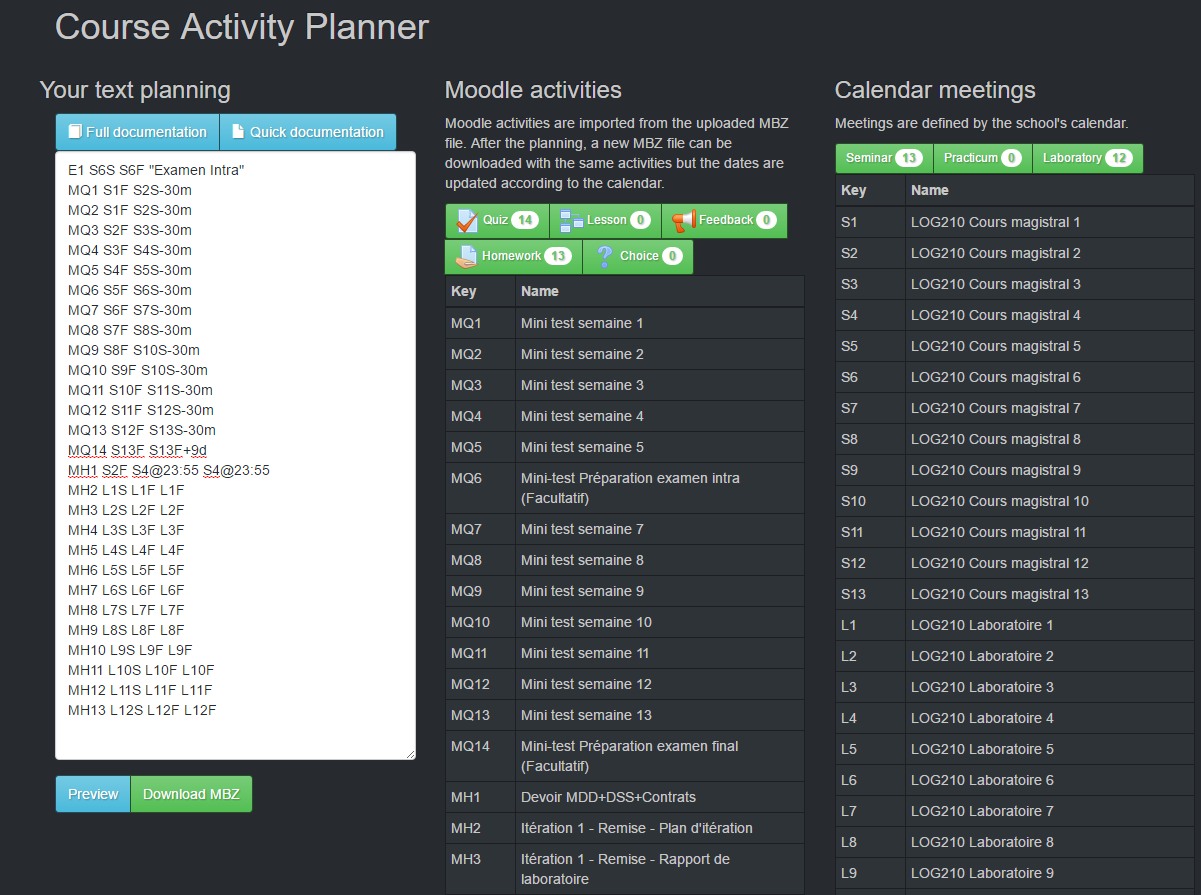 Course Activity Planner
Your text planning
Full documentation
Quick documentation
E1 S6S S6F "Examen Intra"
MQ1 S1F S2S-30m
MQ2 S1F S2S-30m
MQ3 S2F S3S-30m
MQ4 S3F S4S-30m
MQ5 S4F S5S-30m
MQ6 S5F S6S-30m
MQ7 S6F S7S-30m
MQ8 S7F S8S-30m
MQ9 S8F S10S-30m
MQ10 S9F S10S-30m
MQ11 S10F S11S-30m
MQ12 S11F S12S-30m
MQ13 S12F S13S-30m
MQ14 S13F S13F+9d
MH1 S2F S4@23:55 S4@23:55
MH2 L1S L1F L1F
MH3 L2S L2F L2F
MH4 L3S L3F L3F
MH5 L4S L4F L4F
MH6 L5S L5F L5F
MH7 L6S L6F L6F
MH8 L7S L7F L7F
MH9 L8S L8F L8F
MH10 L9S L9F L9F
MH11 L10S L10F L10F
MH12 L11S L11F L11F
MH13 L12S L12F L12F
Preview
Download MBZ
Moodle activities
Moodle activities are imported from the uploaded MBZ
file. After the planning, a new MBZ file can be
downloaded with the same activities but the dates are
updated according to the calendar.
Quiz 14
Lesson 0
Feedback 0
Homework 13
Choice 0
Key Name
MQ1 Mini test semaine 1
MQ2 Mini test semaine 2
MQ3 Mini test semaine 3
MQ4 Mini test semaine 4
MQ5 Mini test semaine 5
MQ6 Mini-test Préparation examen intra
(Facultatif)
MQ7 Mini test semaine 7
MQ8 Mini test semaine 8
MQ9 Mini test semaine 9
MQ10 Mini test semaine 10
MQ11 Mini test semaine 11
MQ12 Mini test semaine 12
MQ13 Mini test semaine 13
MQ14 Mini-test Préparation examen final
(Facultatif)
MH1 Devoir MDD+DSS+Contrats
MH2 Itération 1 - Remise - Plan d'itération
MH3 Itération 1 - Remise - Rapport de
laboratoire
Calendar meetings
Meetings are defined by the school's calendar.
Seminar 13
Practicum 0
Laboratory 12
Key Name
S1 LOG210 Cours magistral 1
S2 LOG210 Cours magistral 2
S3 LOG210 Cours magistral 3
S4 LOG210 Cours magistral 4
S5 LOG210 Cours magistral 5
S6 LOG210 Cours magistral 6
S7 LOG210 Cours magistral 7
S8 LOG210 Cours magistral 8
S9 LOG210 Cours magistral 9
S10 LOG210 Cours magistral 10
S11 LOG210 Cours magistral 11
S12 LOG210 Cours magistral 12
S13 LOG210 Cours magistral 13
L1 LOG210 Laboratoire 1
L2 LOG210 Laboratoire 2
L3 LOG210 Laboratoire 3
L4 LOG210 Laboratoire 4
L5 LOG210 Laboratoire 5
L6 LOG210 Laboratoire 6
L7 LOG210 Laboratoire 7
L8 LOG210 Laboratoire 8
L9 LOG210 Laboratoire 9